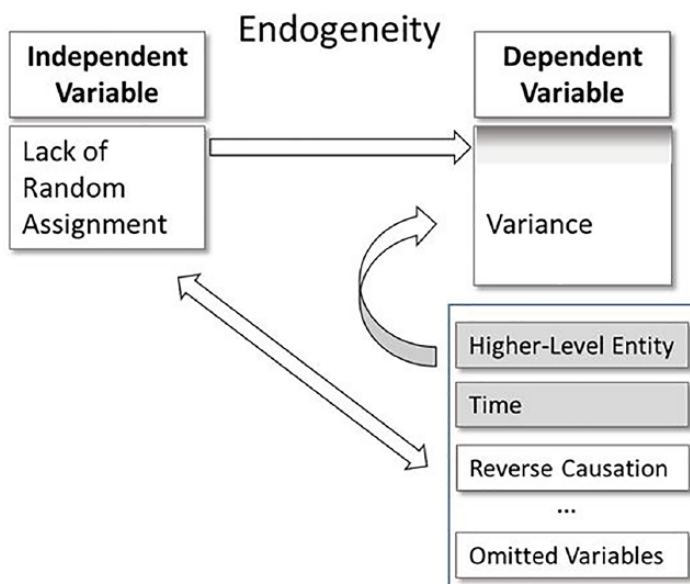 Endogeneity
Independent
Variable
Dependent
Variable
Lack of
Random
Assignment
Variance
Higher-Level Entity
Time
Reverse Causation
...
Omitted Variables